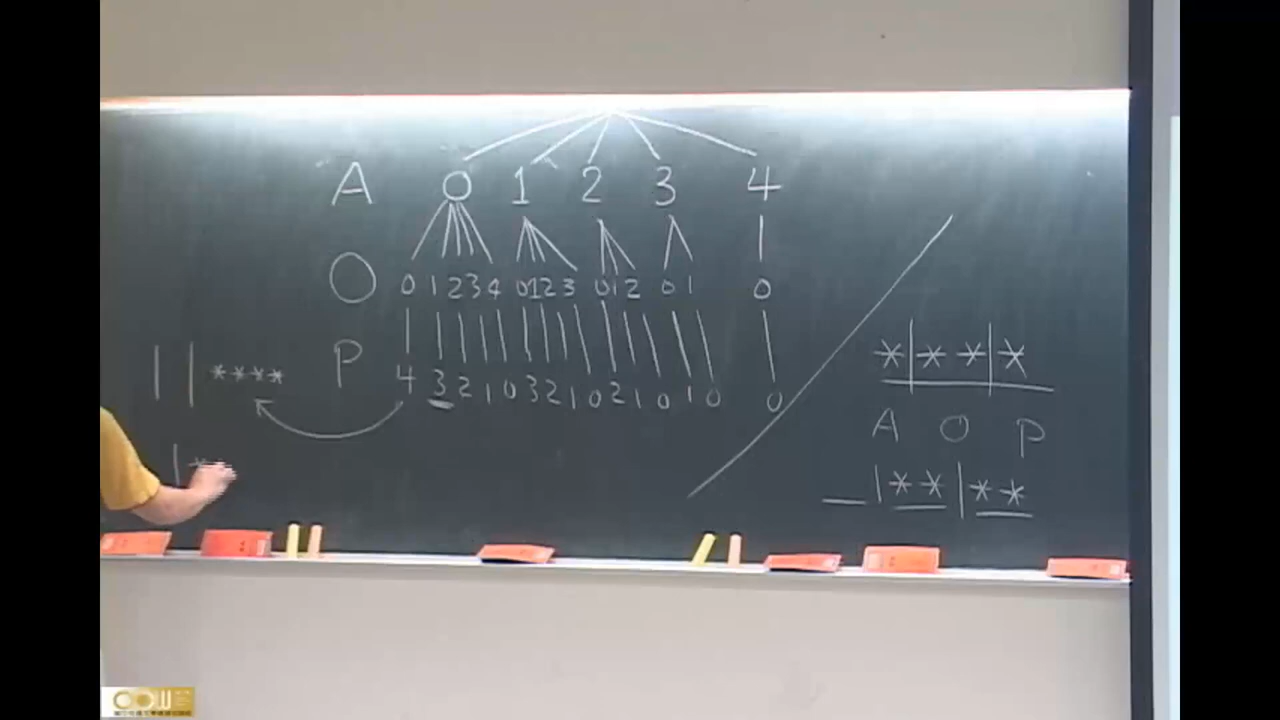 A 0 1 2 3 4
O 0 1 2 3 4 0 1 2 3 0 1 2 0 1 0
P 4 3 2 1 0 3 2 1 0 2 1 0 1 0 0
| | * * * *
| *
* | * * | *
A O P
_ | * * | * *